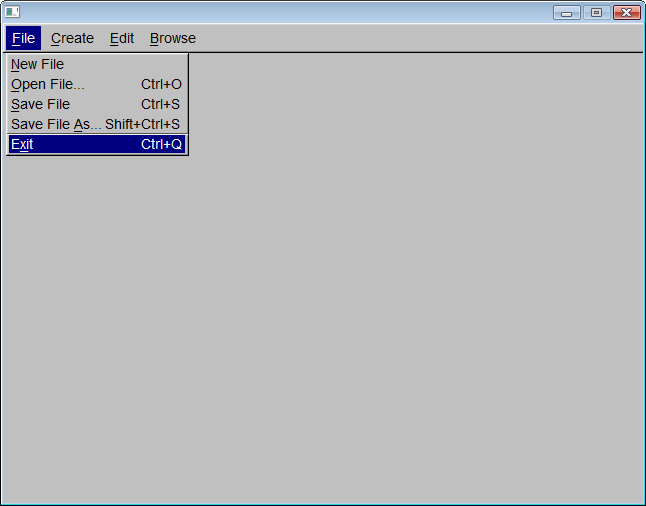 File Create Edit Browse
New File
Open File... Ctrl+O
Save File Ctrl+S
Save File As... Shift+Ctrl+S
Exit Ctrl+Q